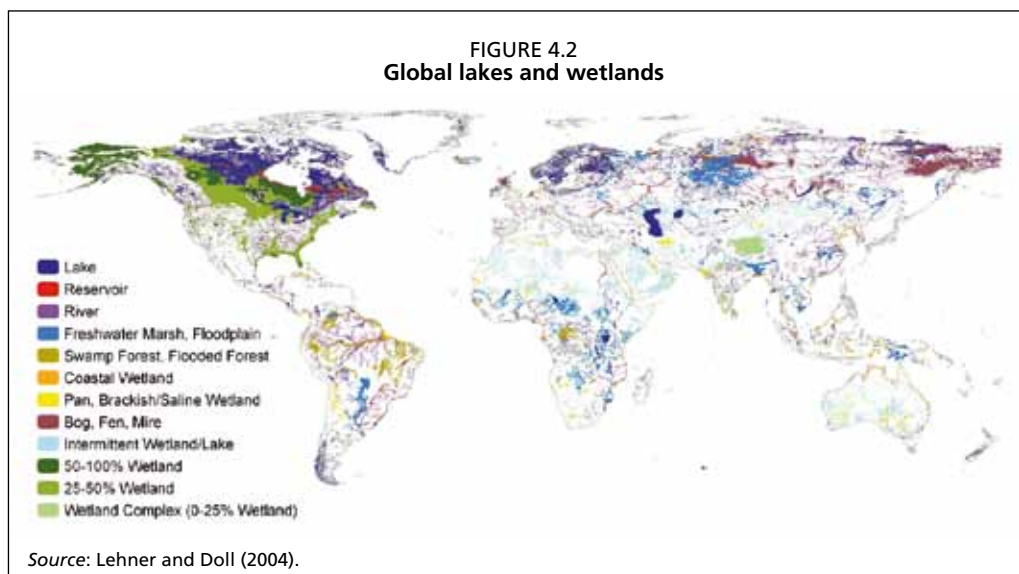 FIGURE 4.2
Global lakes and wetlands
Lake
Reservoir
River
Freshwater Marsh, Floodplain
Swamp Forest, Flooded Forest
Coastal Wetland
Pan, Brackish/Saline Wetland
Bog, Fen, Mire
Intermittent Wetland/Lake
50-100% Wetland
25-50% Wetland
Wetland Complex (0-25% Wetland)
Source: Lehner and Doll (2004).